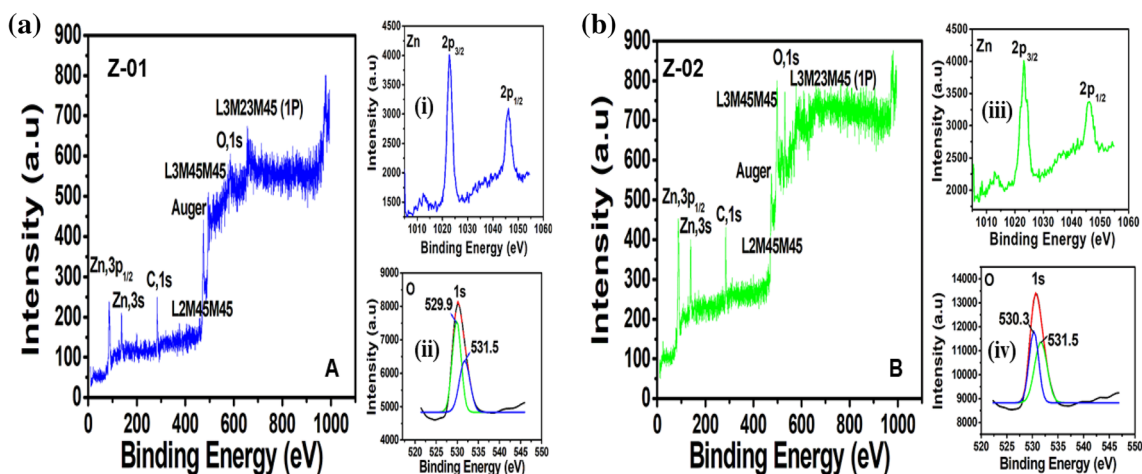 (a)
Z-01
L3M23M45 (1P)
O,1s
L3M45M45
Auger
Zn,3p1/2
Zn,3s
C,1s
L2M45M45
A
Intensity (a.u)
900
800
700
600
500
400
300
200
100
0
0 200 400 600 800 1000
Binding Energy (eV)
Zn
2p3/2
2p1/2
(i)
Intensity (a.u)
4500
4000
3500
3000
2500
2000
1500
1010 1020 1030 1040 1050 1060
Binding Energy (eV)
O
1s
529.9
531.5
(ii)
Intensity (a.u)
9000
8000
7000
6000
5000
4000
515 520 525 530 535 540 545 550
Binding Energy (eV)
(b)
Z-02
O,1s
L3M23M45 (1P)
L3M45M45
Auger
Zn,3p1/2
Zn,3s
C,1s
L2M45M45
B
Intensity (a.u)
900
800
700
600
500
400
300
200
100
0
0 200 400 600 800 1000
Binding Energy (eV)
Zn
2p3/2
2p1/2
(iii)
Intensity (a.u)
4500
4000
3500
3000
2500
2000
1010 1020 1030 1040 1050 1060
Binding Energy (eV)
O
1s
530.3
531.5
(iv)
Intensity (a.u)
14000
13000
12000
11000
10000
9000
8000
520 525 530 535 540 545 550
Binding Energy (eV)